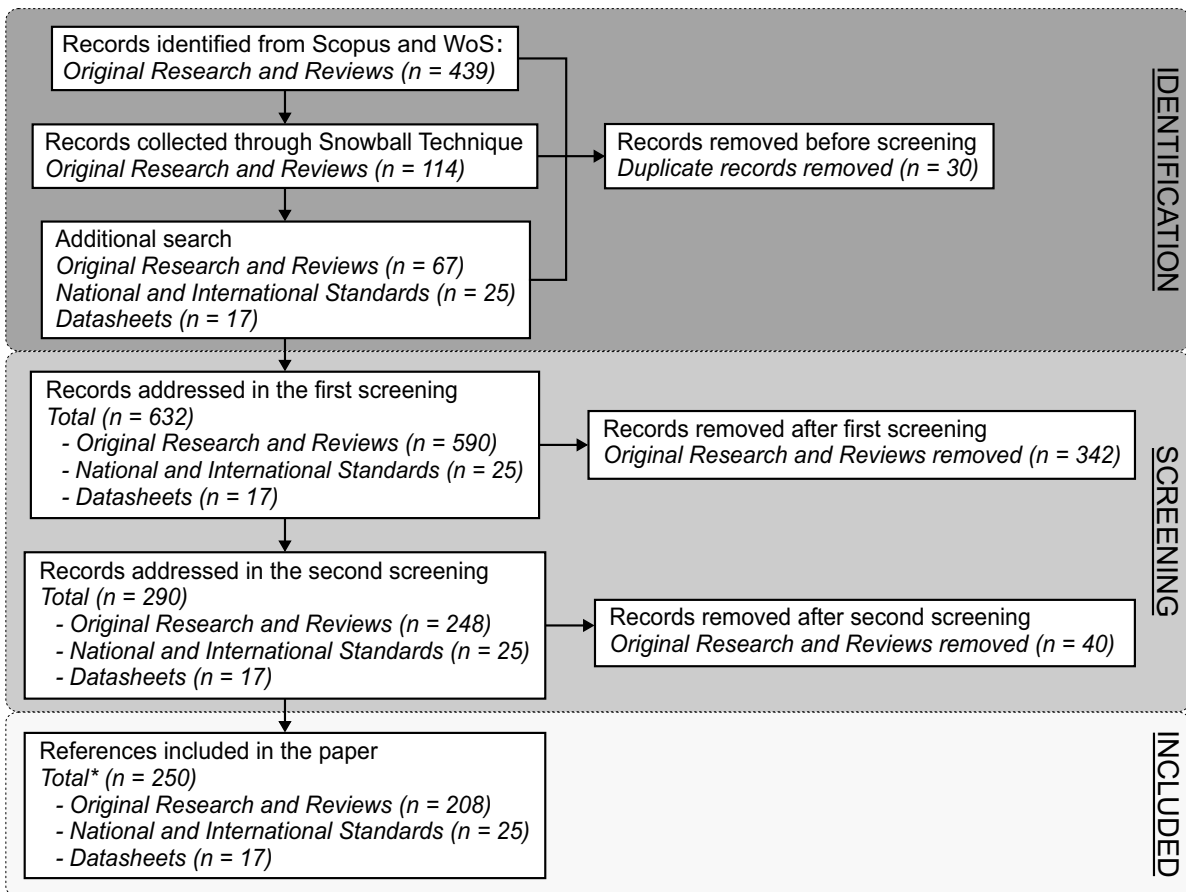 Records identified from Scopus and WoS:
Original Research and Reviews (n = 439)
Records collected through Snowball Technique
Original Research and Reviews (n = 114)
Records removed before screening
Duplicate records removed (n = 30)
Additional search
Original Research and Reviews (n = 67)
National and International Standards (n = 25)
Datasheets (n = 17)
IDENTIFICATION
Records addressed in the first screening
Total (n = 632)
- Original Research and Reviews (n = 590)
- National and International Standards (n = 25)
- Datasheets (n = 17)
Records removed after first screening
Original Research and Reviews removed (n = 342)
Records addressed in the second screening
Total (n = 290)
- Original Research and Reviews (n = 248)
- National and International Standards (n = 25)
- Datasheets (n = 17)
Records removed after second screening
Original Research and Reviews removed (n = 40)
SCREENING
References included in the paper
Total* (n = 250)
- Original Research and Reviews (n = 208)
- National and International Standards (n = 25)
- Datasheets (n = 17)
INCLUDED